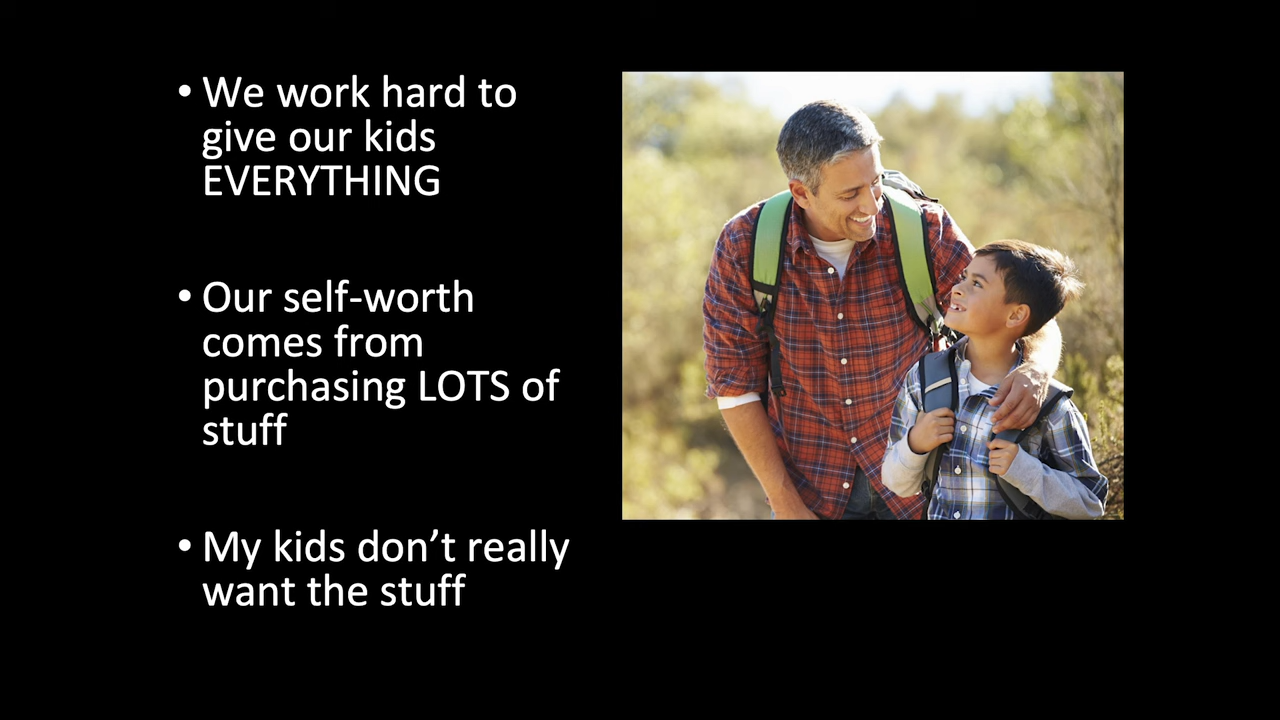 • We work hard to
give our kids
EVERYTHING
• Our self-worth
comes from
purchasing LOTS of
stuff
• My kids don’t really
want the stuff